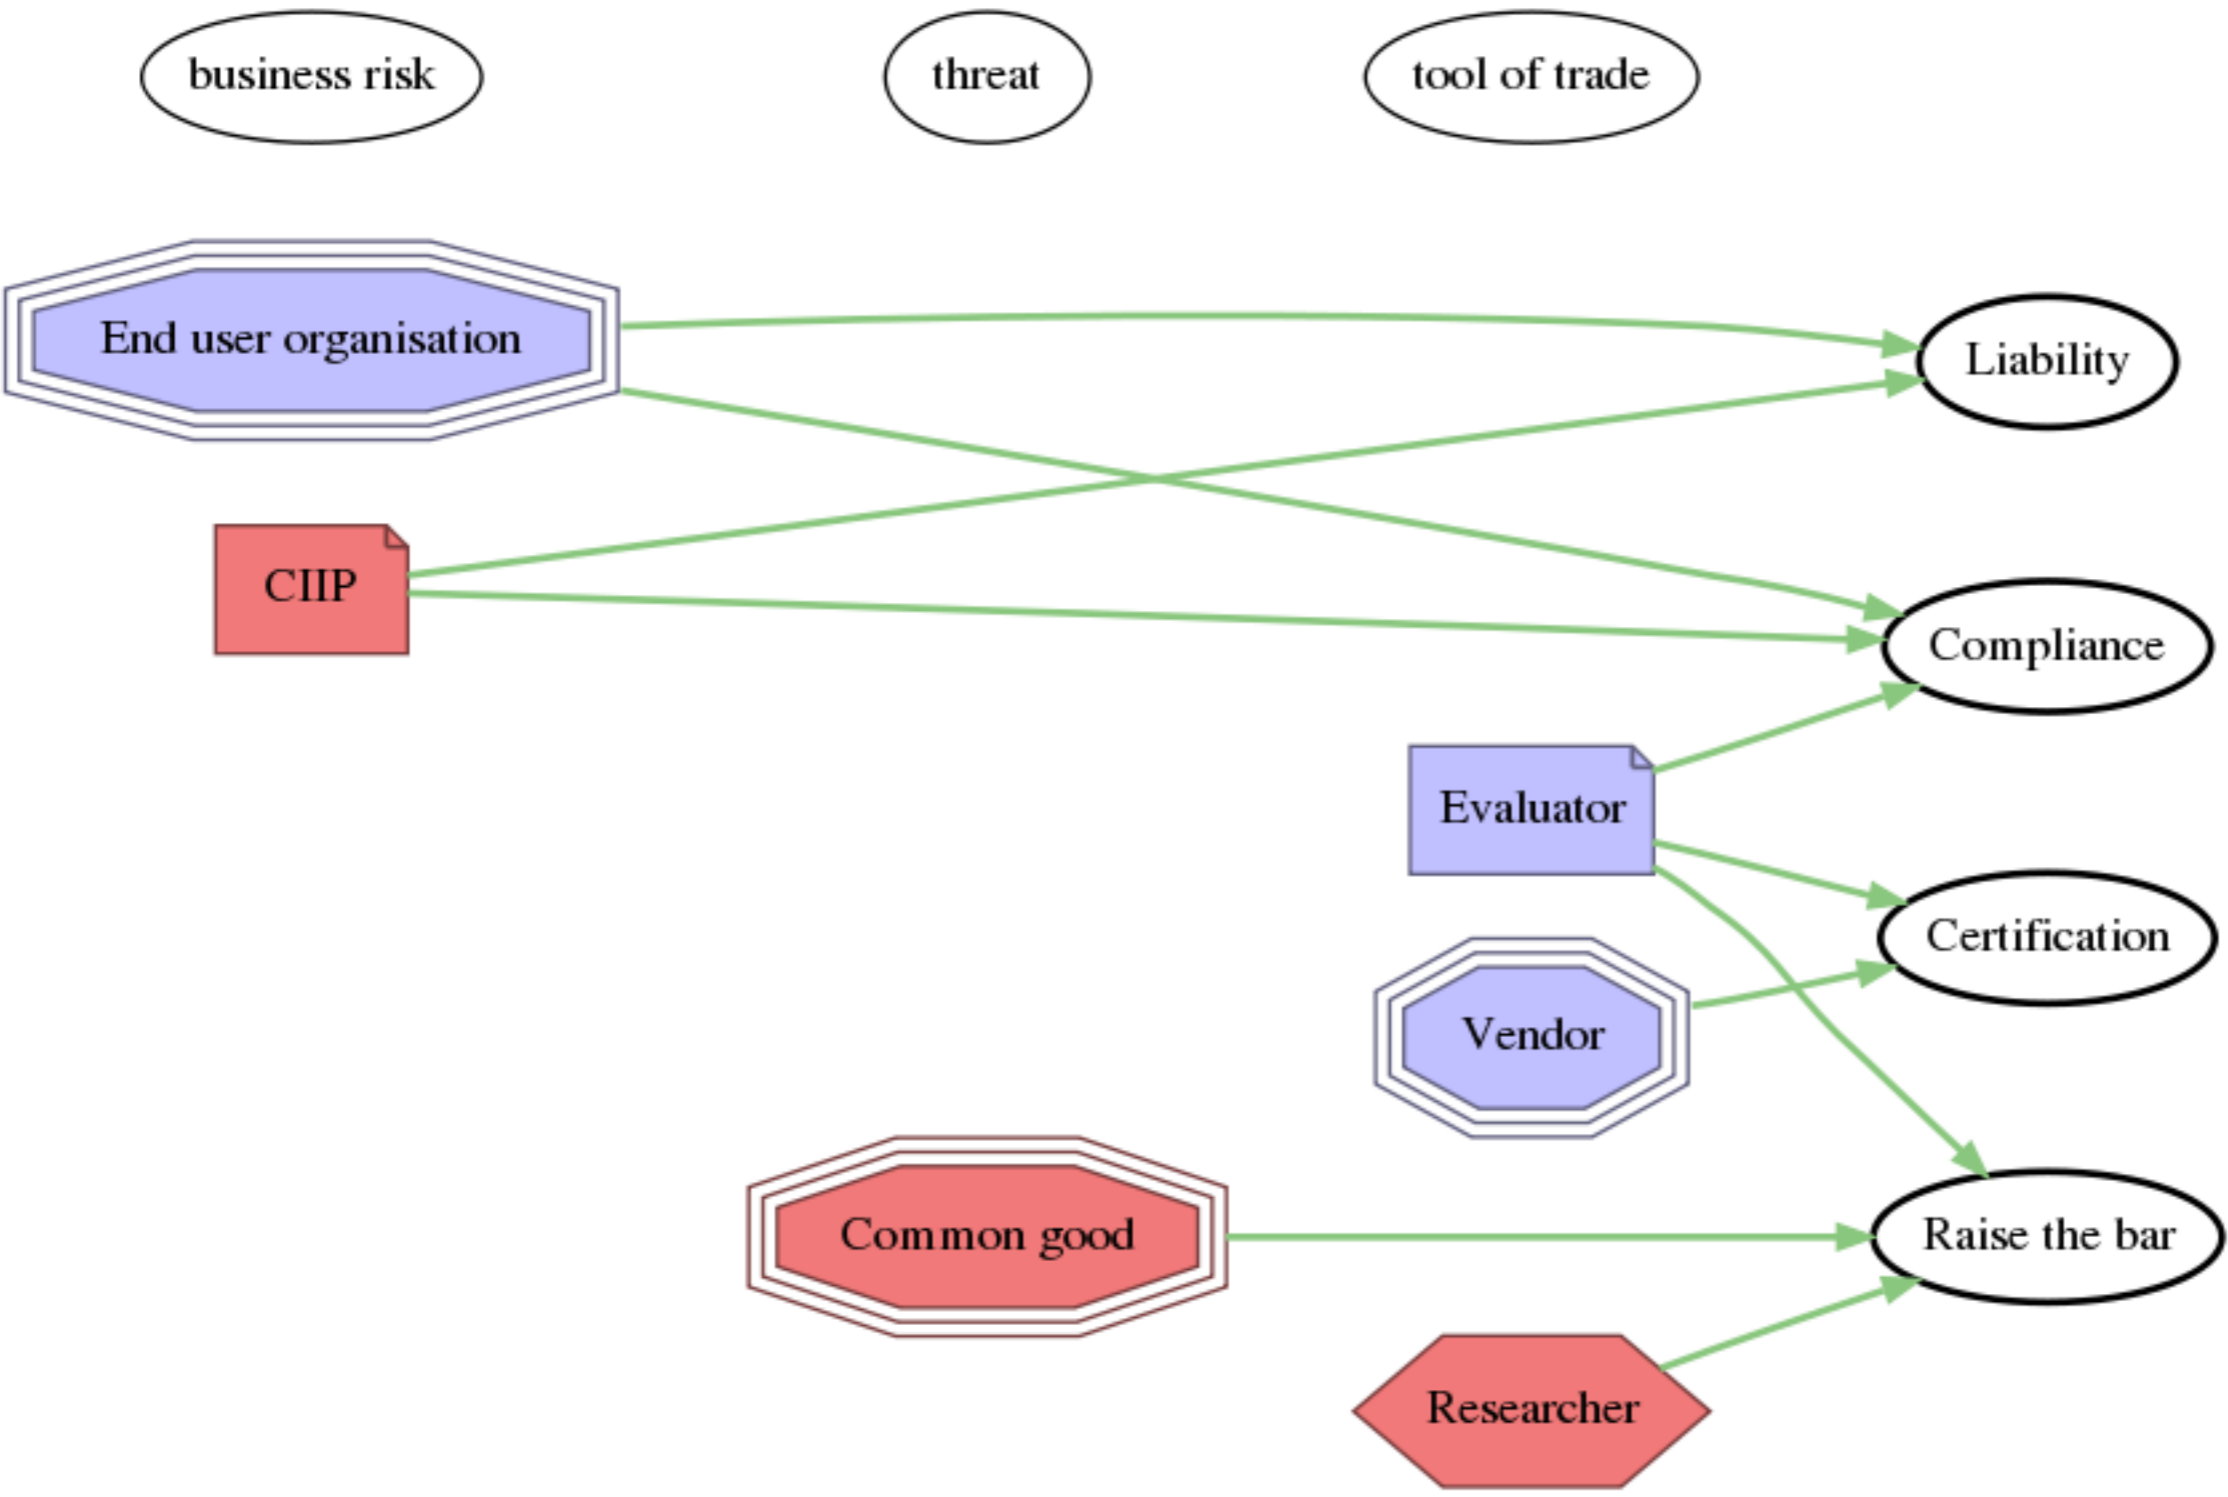 business risk
threat
tool of trade
End user organisation
Liability
CIIP
Compliance
Evaluator
Certification
Vendor
Common good
Raise the bar
Researcher